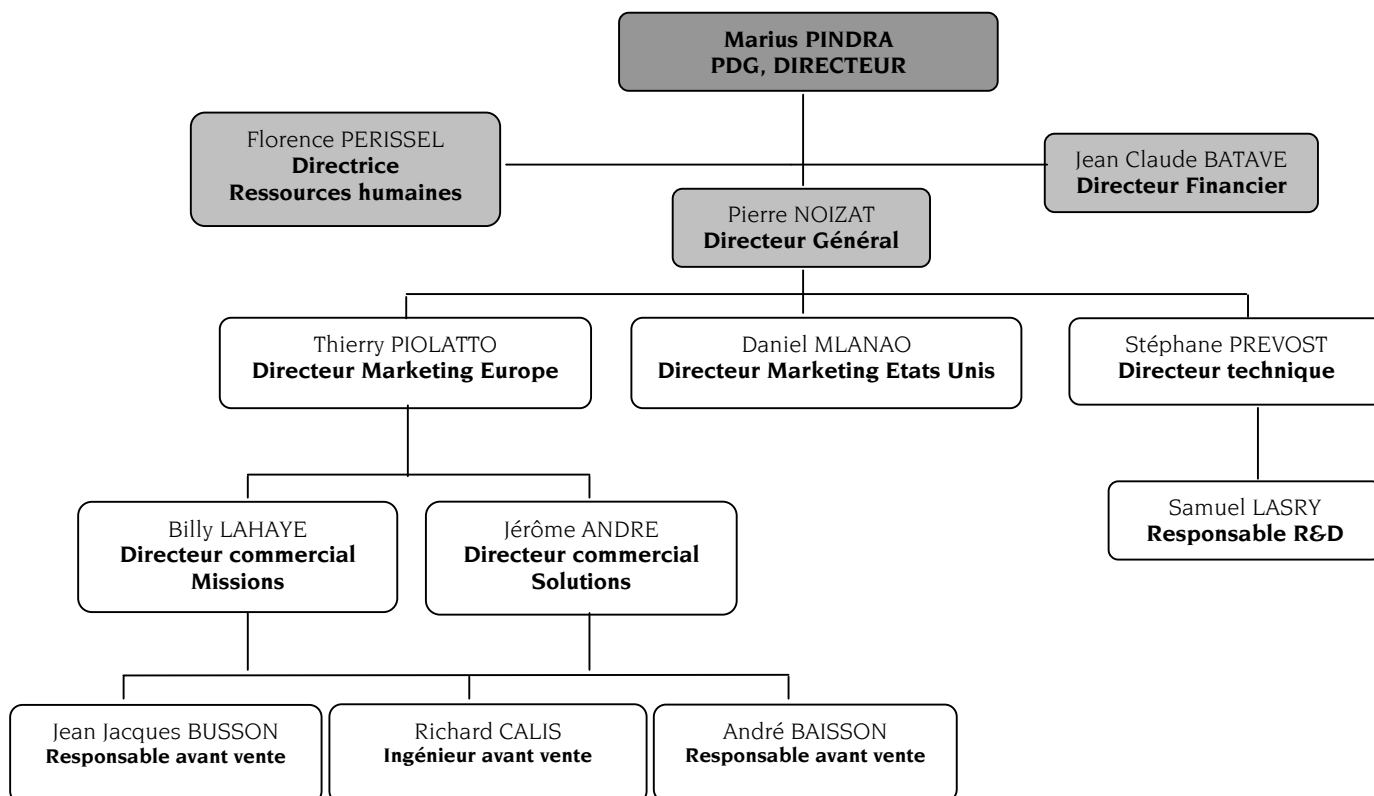 Marius PINDRA
PDG, DIRECTEUR
Florence PERISSEL
Directrice
Ressources humaines
Jean Claude BATAVE
Directeur Financier
Pierre NOIZAT
Directeur Général
Thierry PIOLATTO
Directeur Marketing Europe
Daniel MLANAO
Directeur Marketing Etats Unis
Stéphane PREVOST
Directeur technique
Billy LAHAYE
Directeur commercial
Missions
Jérôme ANDRE
Directeur commercial
Solutions
Samuel LASRY
Responsable R&D
Jean Jacques BUSSON
Responsable avant vente
Richard CALIS
Ingénieur avant vente
André BAISSON
Responsable avant vente